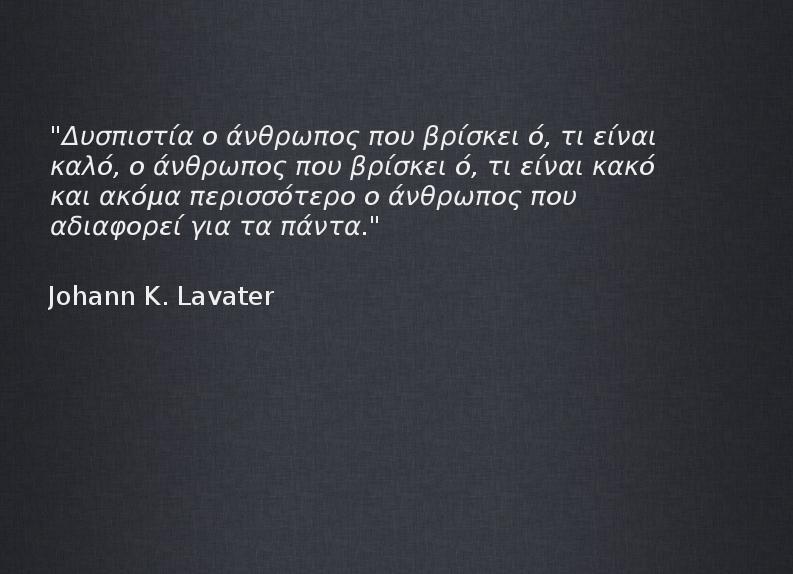 "Δυσπιστία ο άνθρωπος που βρίσκει ό, τι είναι
καλό, ο άνθρωπος που βρίσκει ό, τι είναι κακό
και ακόμα περισσότερο ο άνθρωπος που
αδιαφορεί για τα πάντα."
Johann K. Lavater